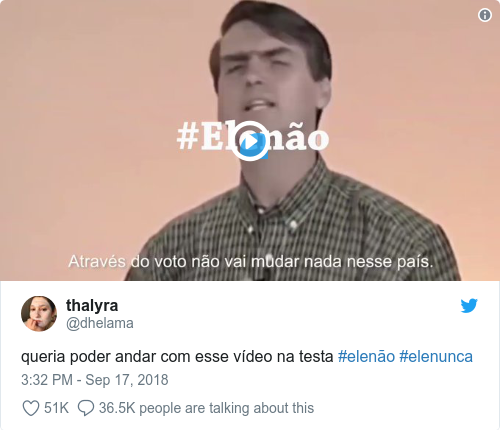 #Elenão
Através do voto não vai mudar nada nesse país.
thalyra
@dhelama
queria poder andar com esse vídeo na testa #elenão #elenunca
3:32 PM - Sep 17, 2018
51K 36.5K people are talking about this